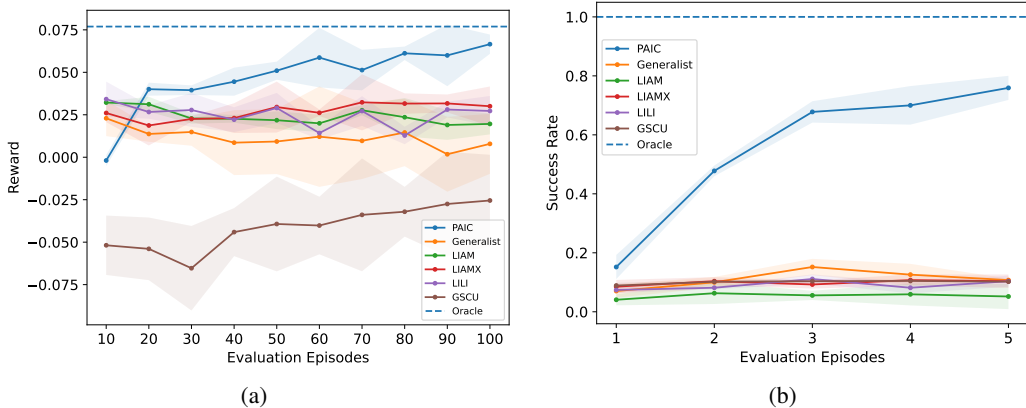 0.075
0.050
0.025
0.000
−0.025
−0.050
−0.075
Reward
10 20 30 40 50 60 70 80 90 100
Evaluation Episodes
PAIC
Generalist
LIAM
LIAMX
LILI
GSCU
Oracle
(a)
1.0
0.8
0.6
0.4
0.2
0.0
Success Rate
1 2 3 4 5
Evaluation Episodes
PAIC
Generalist
LIAM
LIAMX
LILI
GSCU
Oracle
(b)